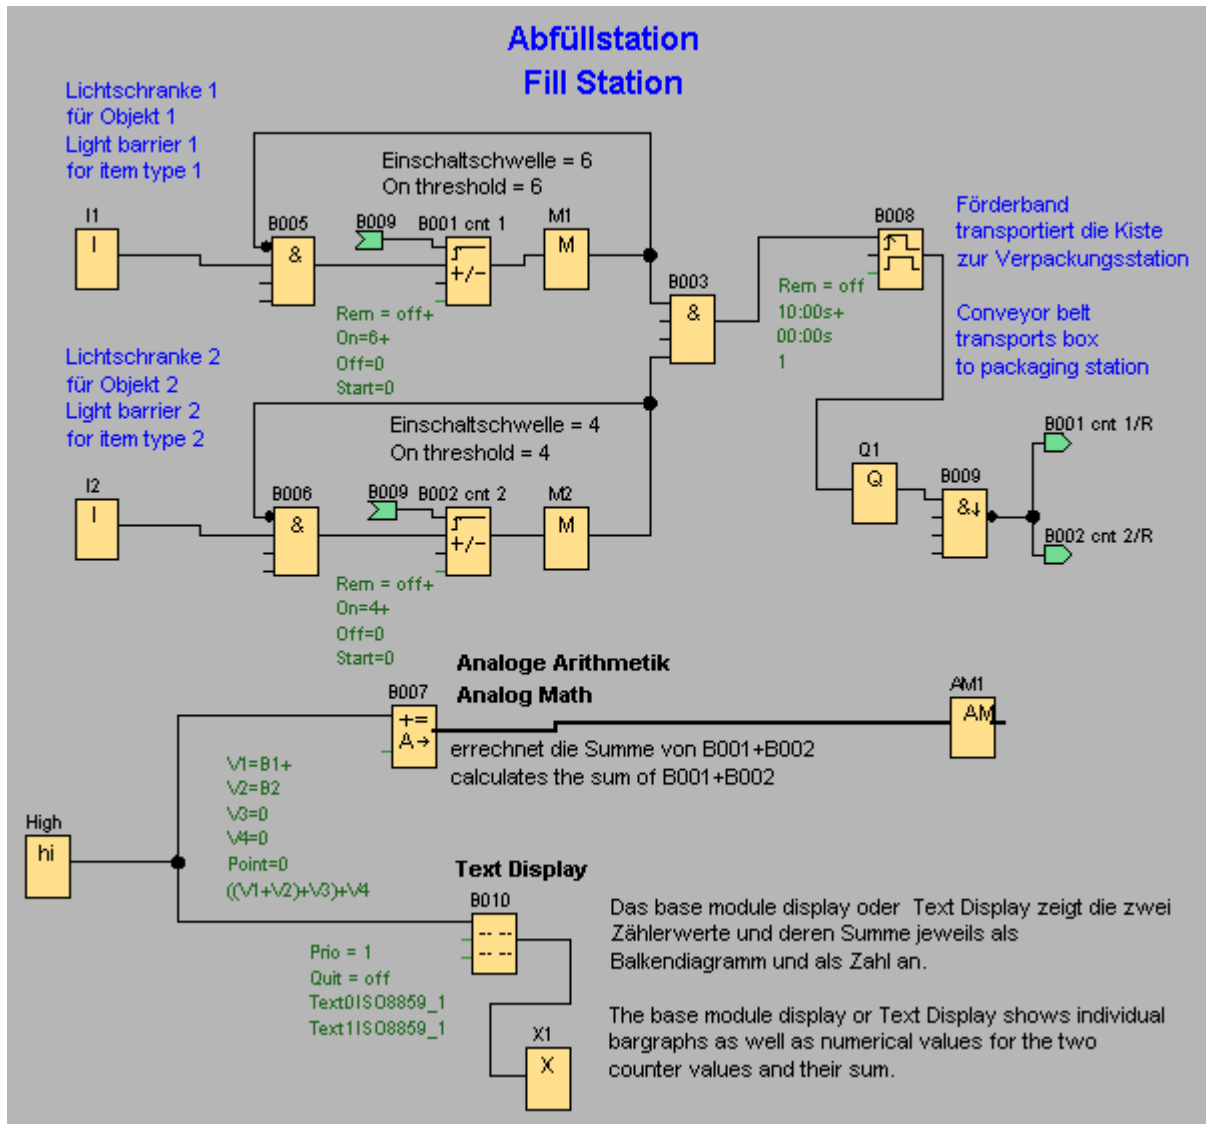 Abfüllstation
Fill Station
Lichtschranke 1
für Objekt 1
Light barrier 1
for item type 1
Einschaltschwelle = 6
On threshold = 6
I1
I
B005
&
B009
B001 cnt 1
+/−
M1
M
Rem = off+
On=6+
Off=0
Start=0
B003
&
B008
Rem = off
10:00s+
00:00s
1
Förderband
transportiert die Kiste
zur Verpackungsstation
Conveyor belt
transports box
to packaging station
Lichtschranke 2
für Objekt 2
Light barrier 2
for item type 2
Einschaltschwelle = 4
On threshold = 4
I2
I
B006
&
B009
B002 cnt 2
+/−
M2
M
Rem = off+
On=4+
Off=0
Start=0
Q1
Q
B009
&↓
B001 cnt 1/R
B002 cnt 2/R
Analoge Arithmetik
Analog Math
B007
+=
A→
errechnet die Summe von B001+B002
calculates the sum of B001+B002
AM1
AM
V1=B1+
V2=B2
V3=0
V4=0
Point=0
((V1+V2)+V3)+V4
High
hi
Text Display
B010
Prio = 1
Quit = off
Text0ISO8859_1
Text1ISO8859_1
X1
X
Das base module display oder Text Display zeigt die zwei
Zählerwerte und deren Summe jeweils als
Balkendiagramm und als Zahl an.
The base module display or Text Display shows individual
bargraphs as well as numerical values for the two
counter values and their sum.